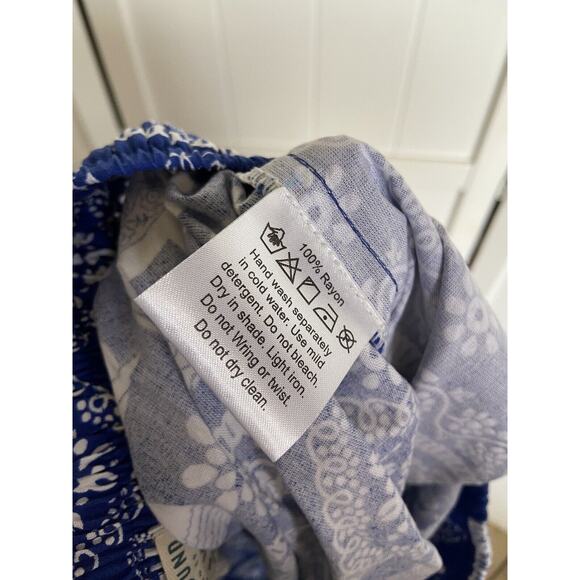 100% Rayon
Hand wash separately
in cold water. Use mild
detergent. Do not bleach.
Dry in shade. Light iron.
Do not Wring or twist.
Do not dry clean.
UND